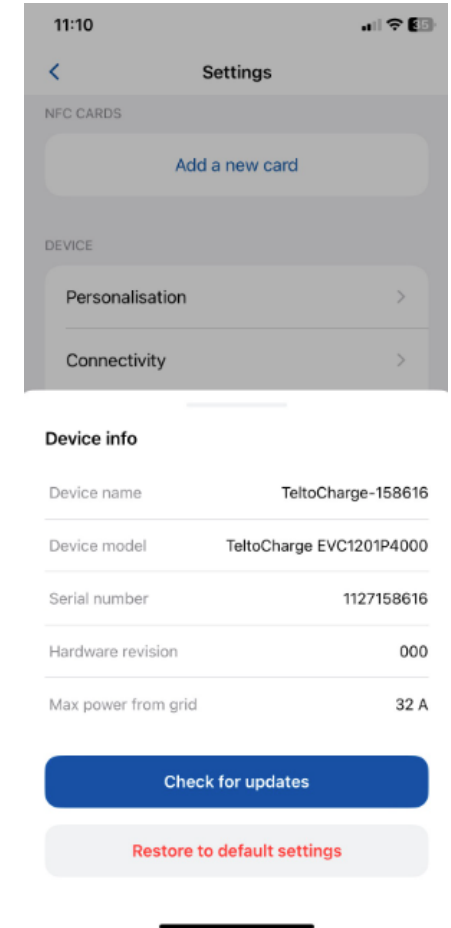 11:10
35
Settings
NFC CARDS
Add a new card
DEVICE
Personalisation
Connectivity
Device info
Device name TeltoCharge-158616
Device model TeltoCharge EVC1201P4000
Serial number 1127158616
Hardware revision 000
Max power from grid 32 A
Check for updates
Restore to default settings